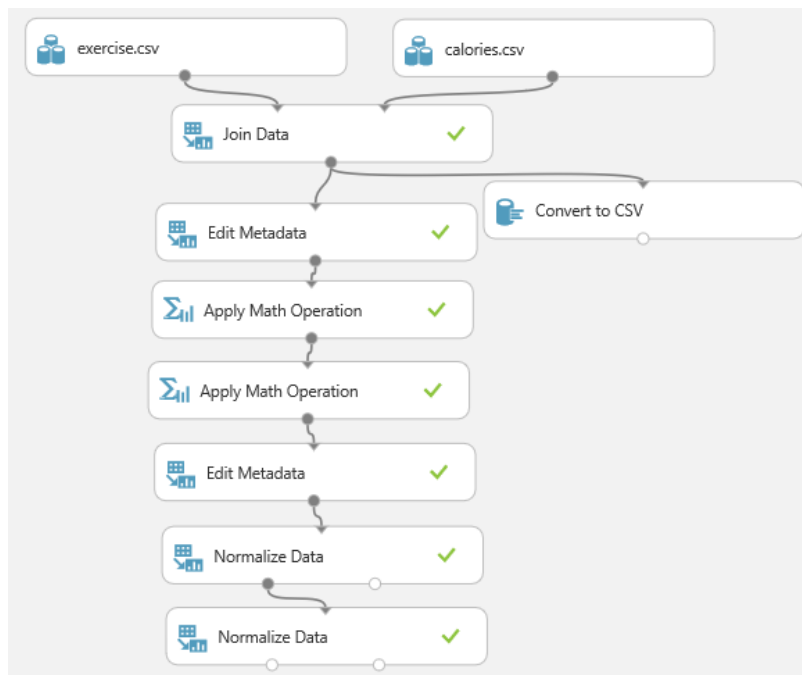 exercise.csv
calories.csv
Join Data
Convert to CSV
Edit Metadata
Apply Math Operation
Apply Math Operation
Edit Metadata
Normalize Data
Normalize Data